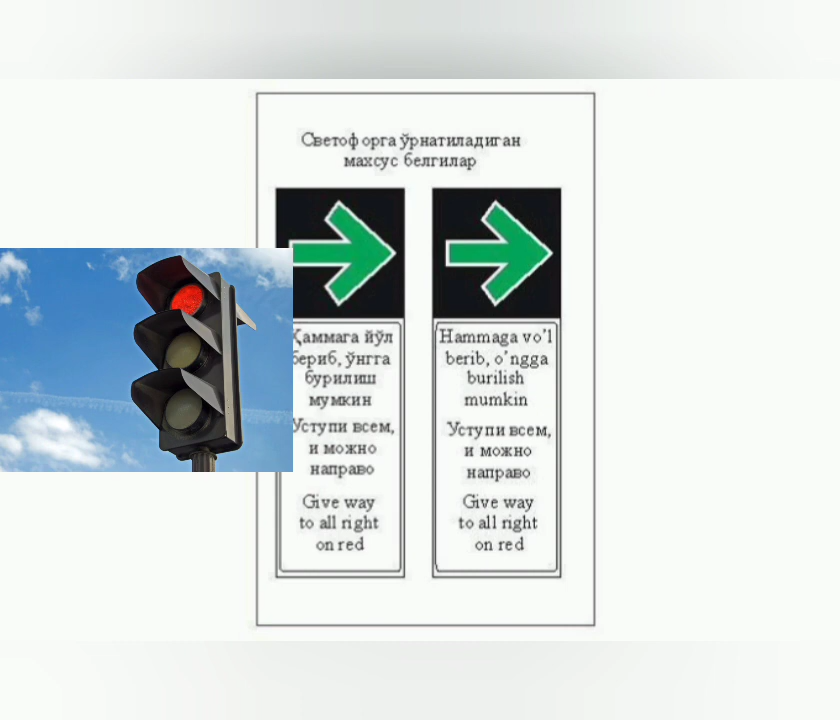 Светофорга ўрнатиладиган
махсус белгилар
Ҳаммага йўл
бериб, ўнгга
бурилиш
мумкин
Уступи всем,
и можно
направо
Give way
to all right
on red
Hammaga vo'l
berib, o'ngga
burilish
mumkin
Уступи всем,
и можно
направо
Give way
to all right
on red